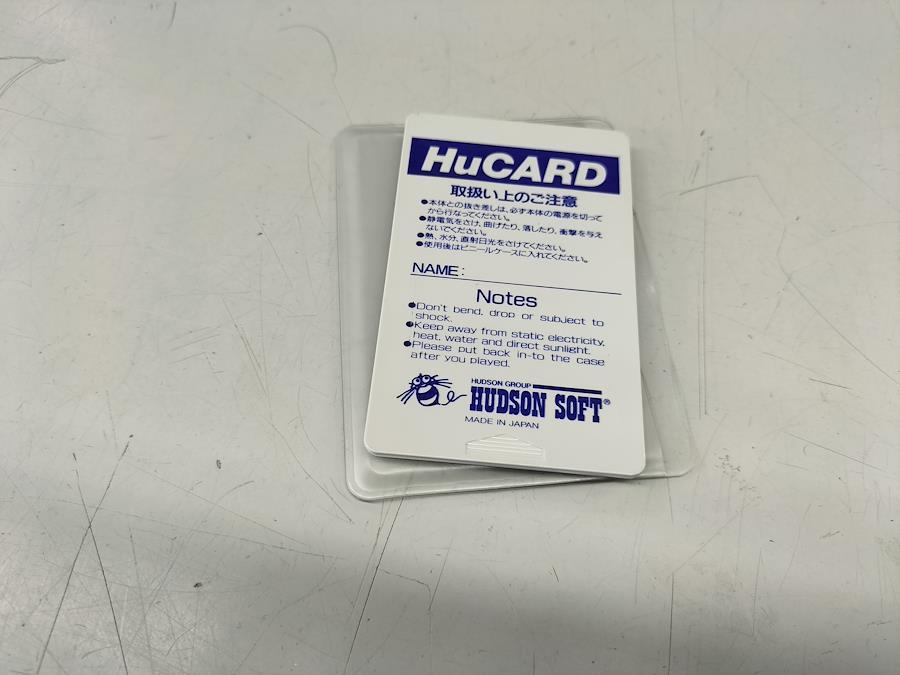 HuCARD
取扱い上のご注意
●本体との抜き差しは、必ず本体の電源を切って
から行なってください。
●静電気をさけ、曲げたり、落したり、衝撃を与え
ないでください。
●熱、水分、直射日光をさけてください。
●使用後はビニールケースに入れてください。
NAME:
Notes
●Don't bend, drop or subject to
shock.
●Keep away from static electricity,
heat, water and direct sunlight.
●Please put back in-to the case
after you played.
HUDSON GROUP
HUDSON SOFT®
MADE IN JAPAN